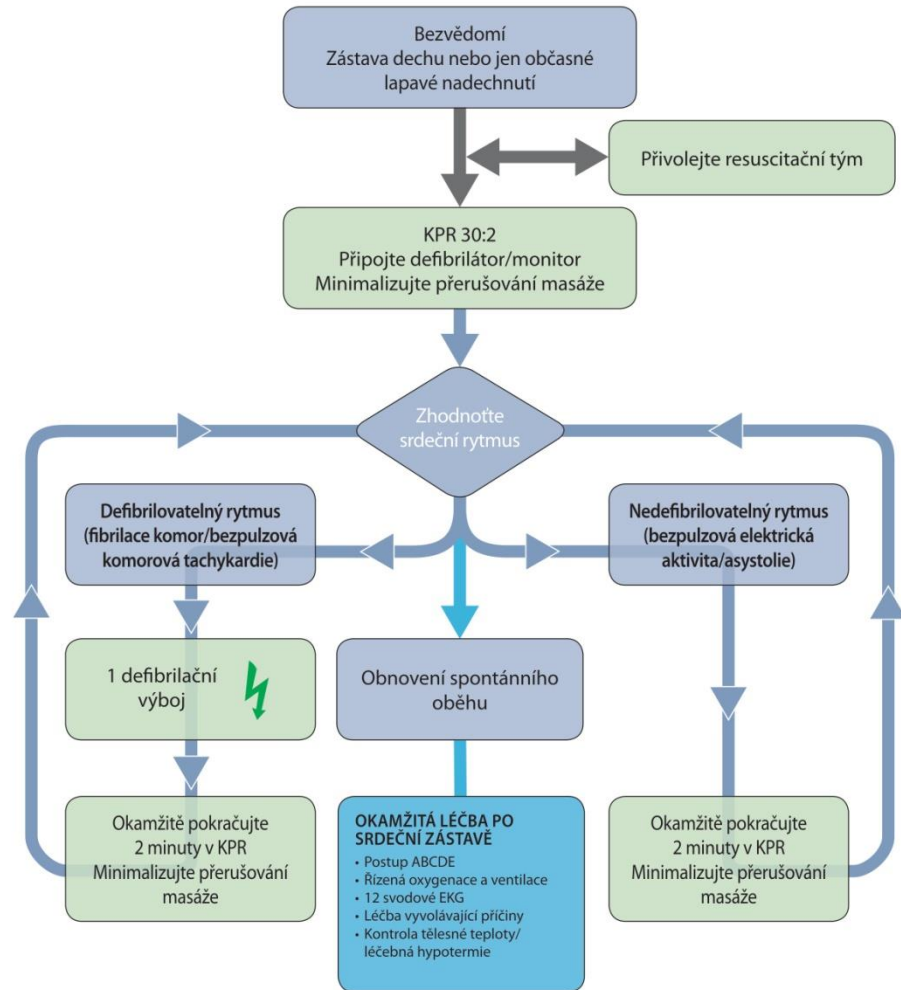 Bezvědomí
Zástava dechu nebo jen občasné
lapavé nadechnutí
Přivolejte resuscitační tým
KPR 30:2
Připojte defibrilátor/monitor
Minimalizujte přerušování masáže
Zhodnoťte
srdeční rytmus
Defibrilovatelný rytmus
(fibrilace komor/bezpulzová
komorová tachykardie)
Nedefibrilovatelný rytmus
(bezpulzová elektrická
aktivita/asystolie)
1 defibrilační
výboj
Obnovení spontánního
oběhu
Okamžitě pokračujte
2 minuty v KPR
Minimalizujte přerušování
masáže
OKAMŽITÁ LÉČBA PO
SRDEČNÍ ZÁSTAVĚ
• Postup ABCDE
• Řízená oxygenace a ventilace
• 12 svodové EKG
• Léčba vyvolávající příčiny
• Kontrola tělesné teploty/
léčebná hypotermie
Okamžitě pokračujte
2 minuty v KPR
Minimalizujte přerušování
masáže